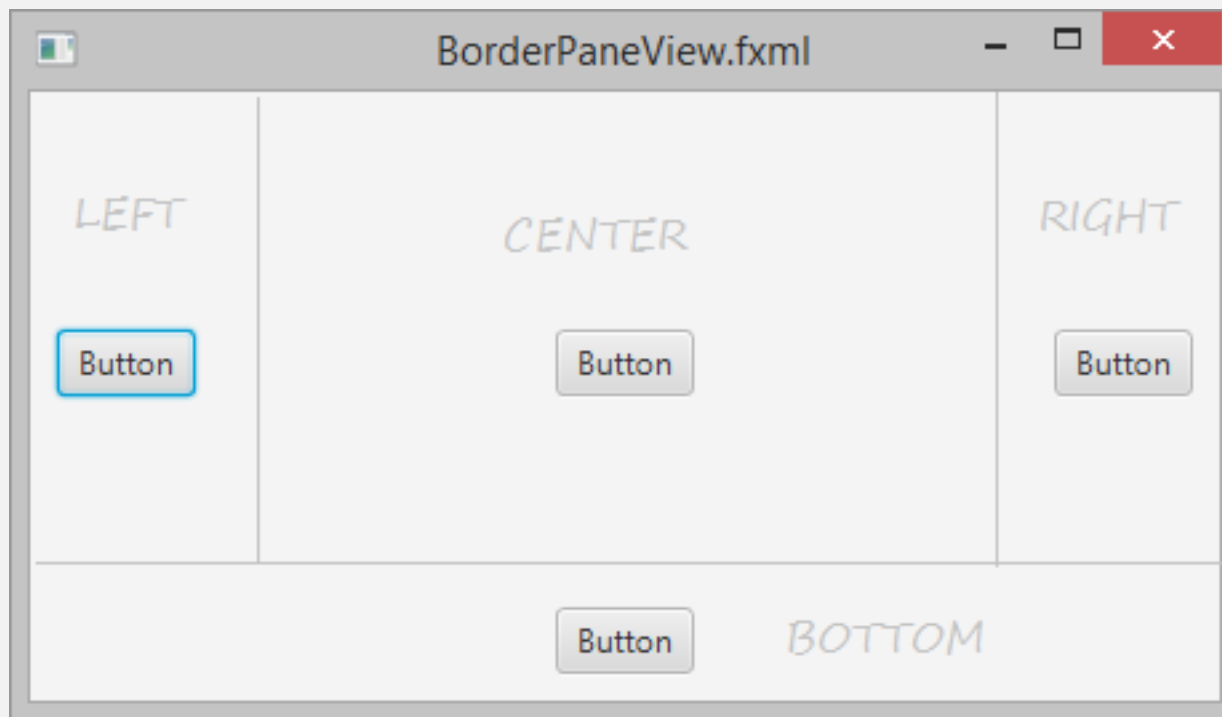 BorderPaneView.fxml
LEFT
CENTER
RIGHT
Button
Button
Button
Button
BOTTOM